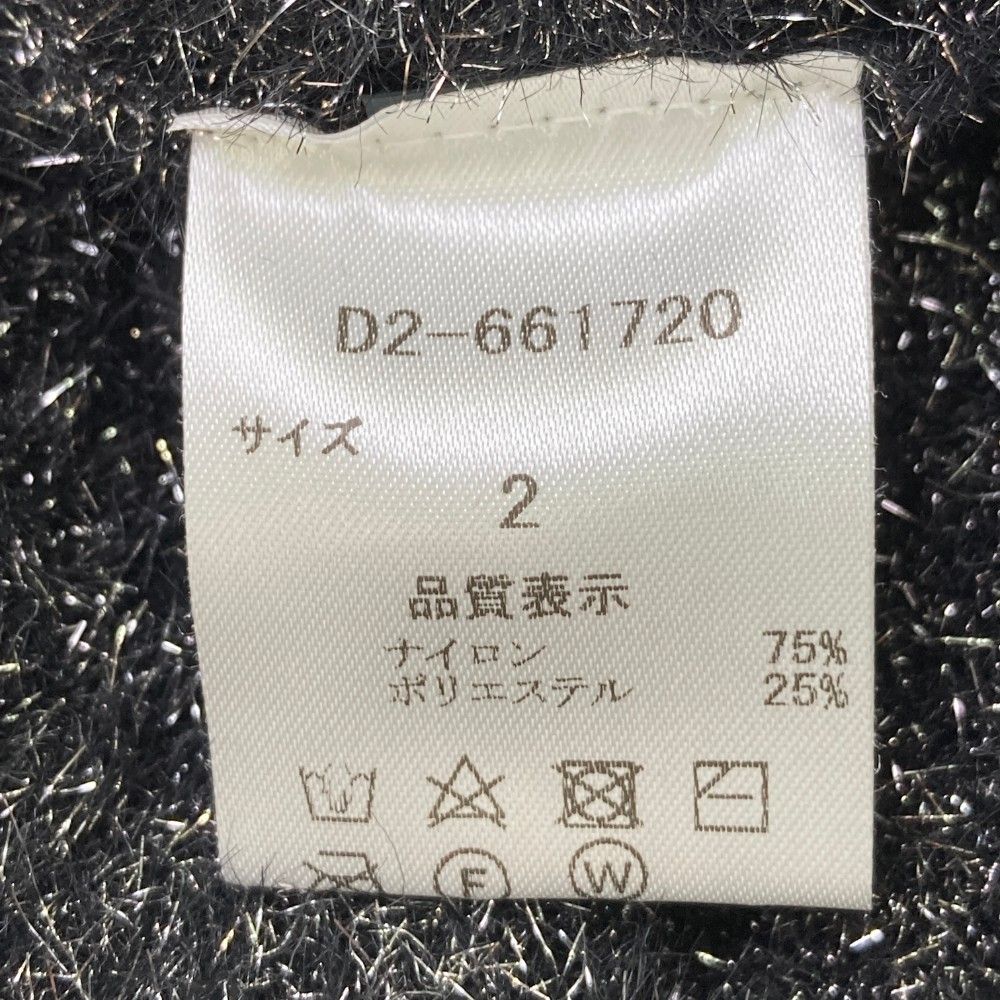 D2-661720
サイズ
2
品質表示
ナイロン 75%
ポリエステル 25%
F W